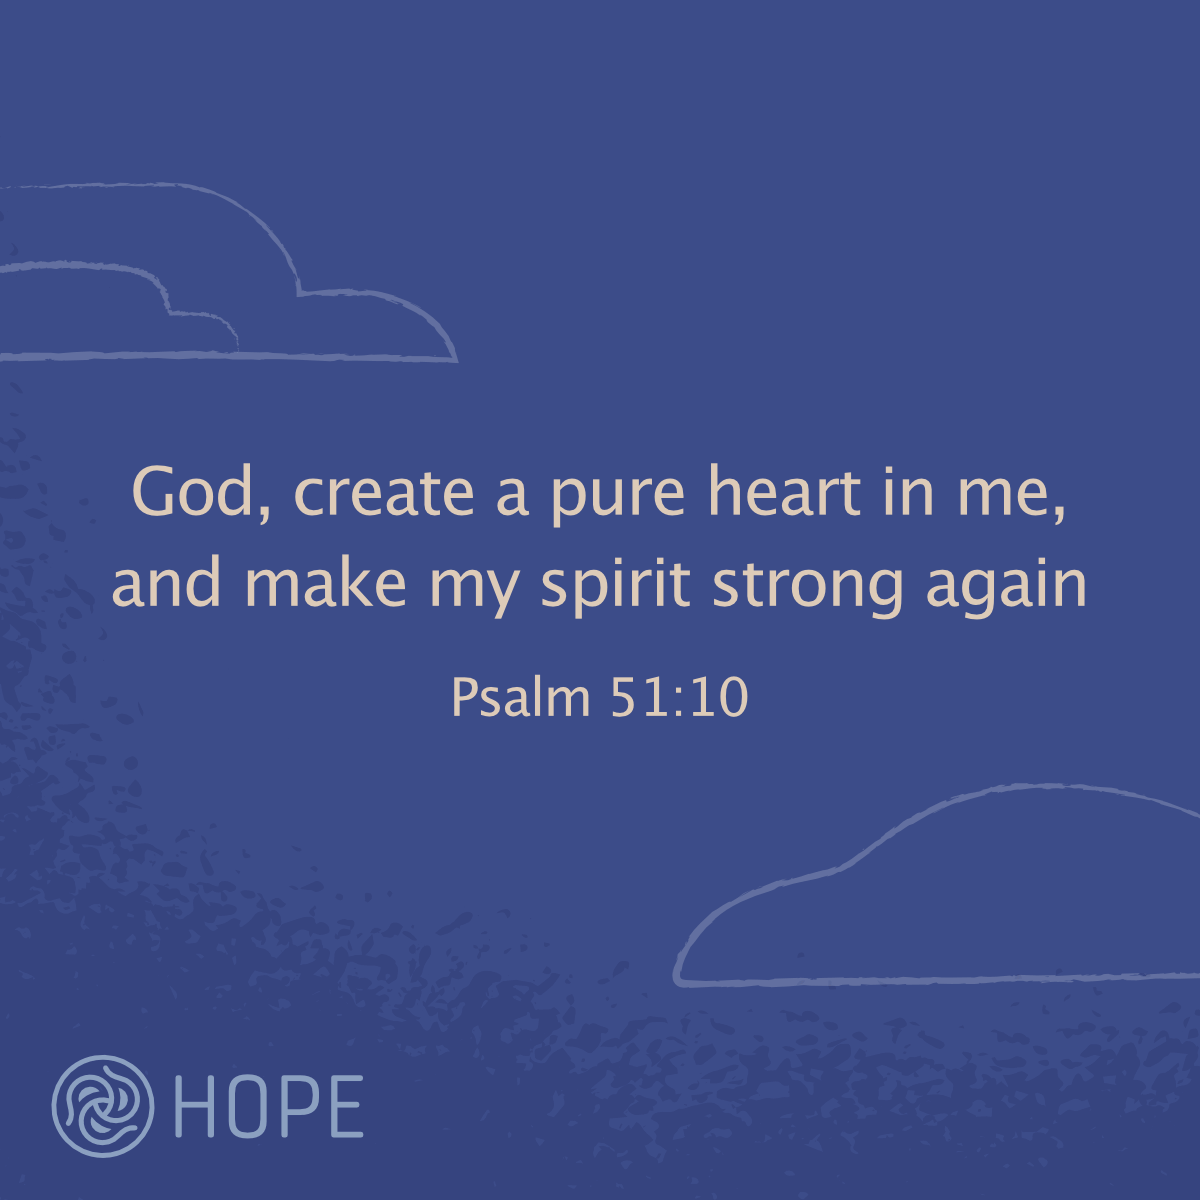 God, create a pure heart in me,
and make my spirit strong again
Psalm 51:10
HOPE